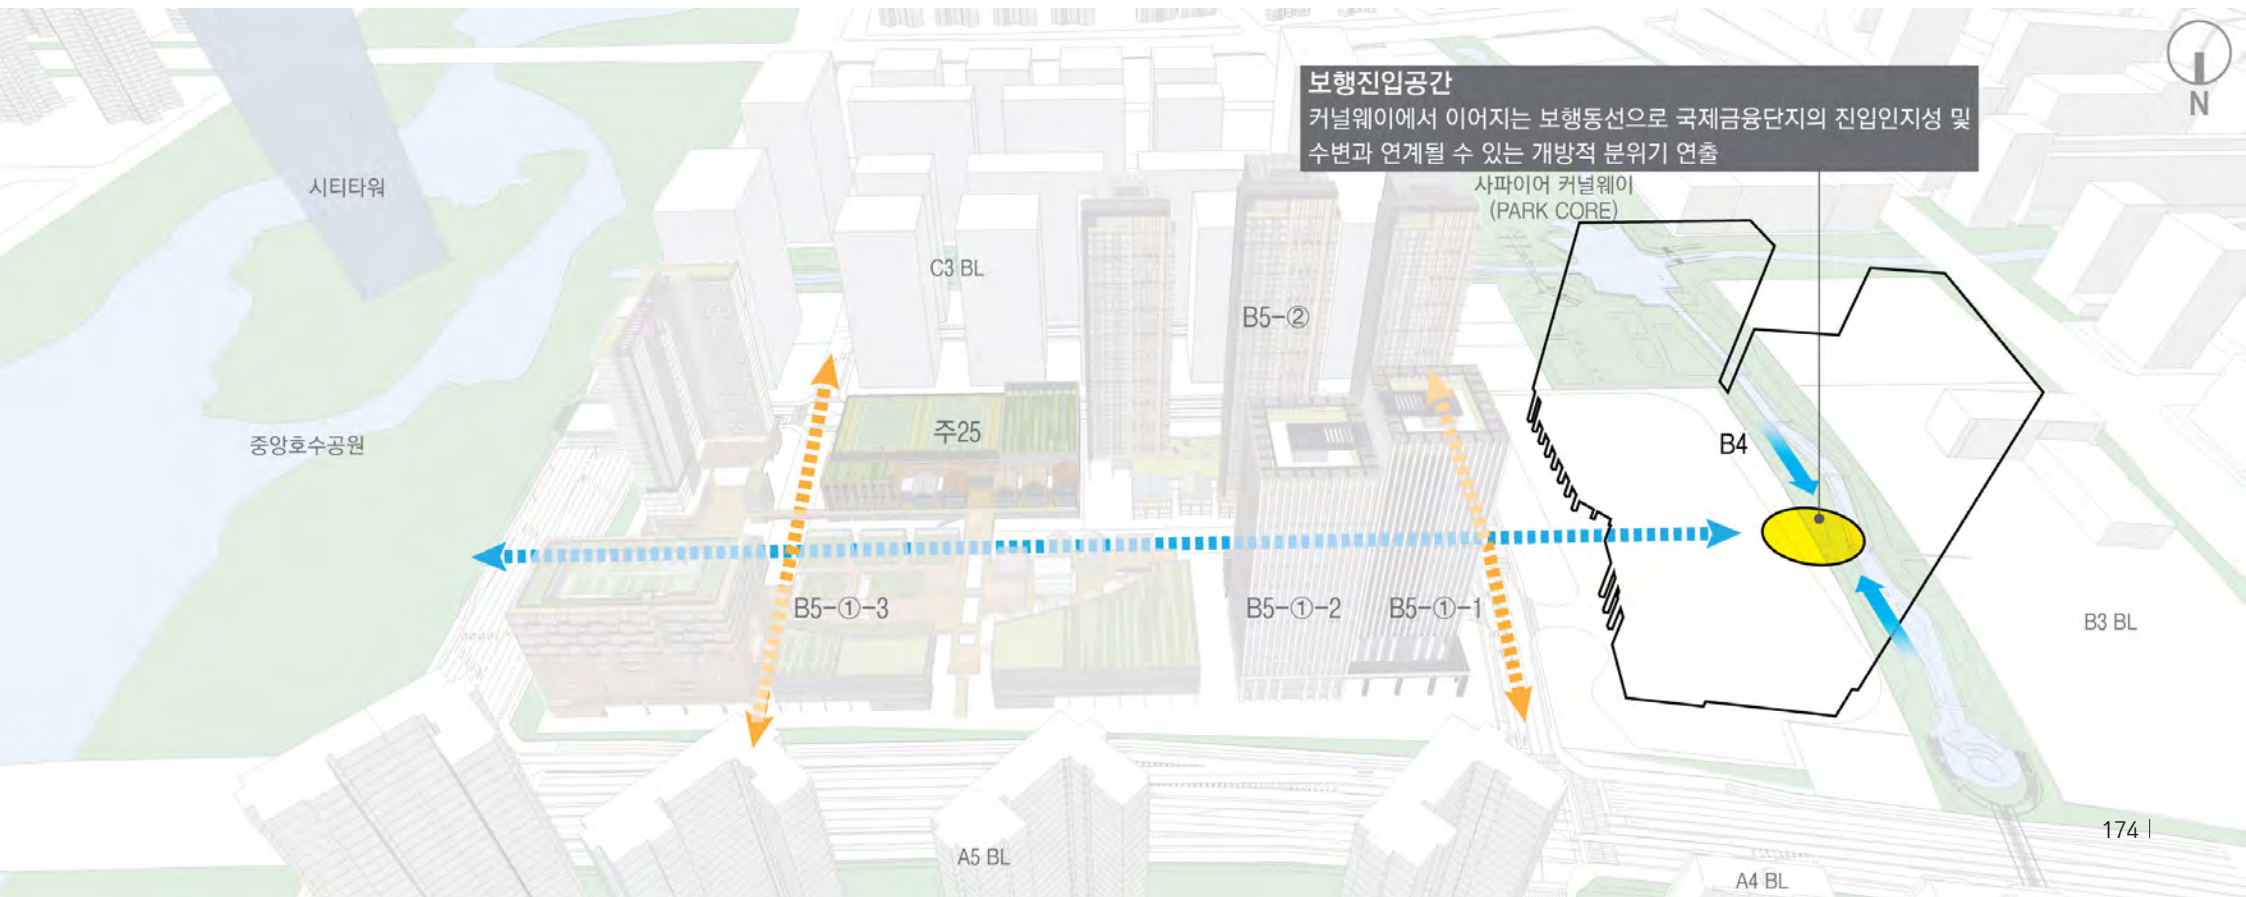 보행진입공간
커널웨이에서 이어지는 보행동선으로 국제금융단지의 진입인지성 및
수변과 연계될 수 있는 개방적 분위기 연출
N
시티타워
사파이어 커널웨이
(PARK CORE)
C3 BL
B5-②
중앙호수공원
주25
B4
B5-①-3
B5-①-2
B5-①-1
B3 BL
174 |
A5 BL
A4 BL